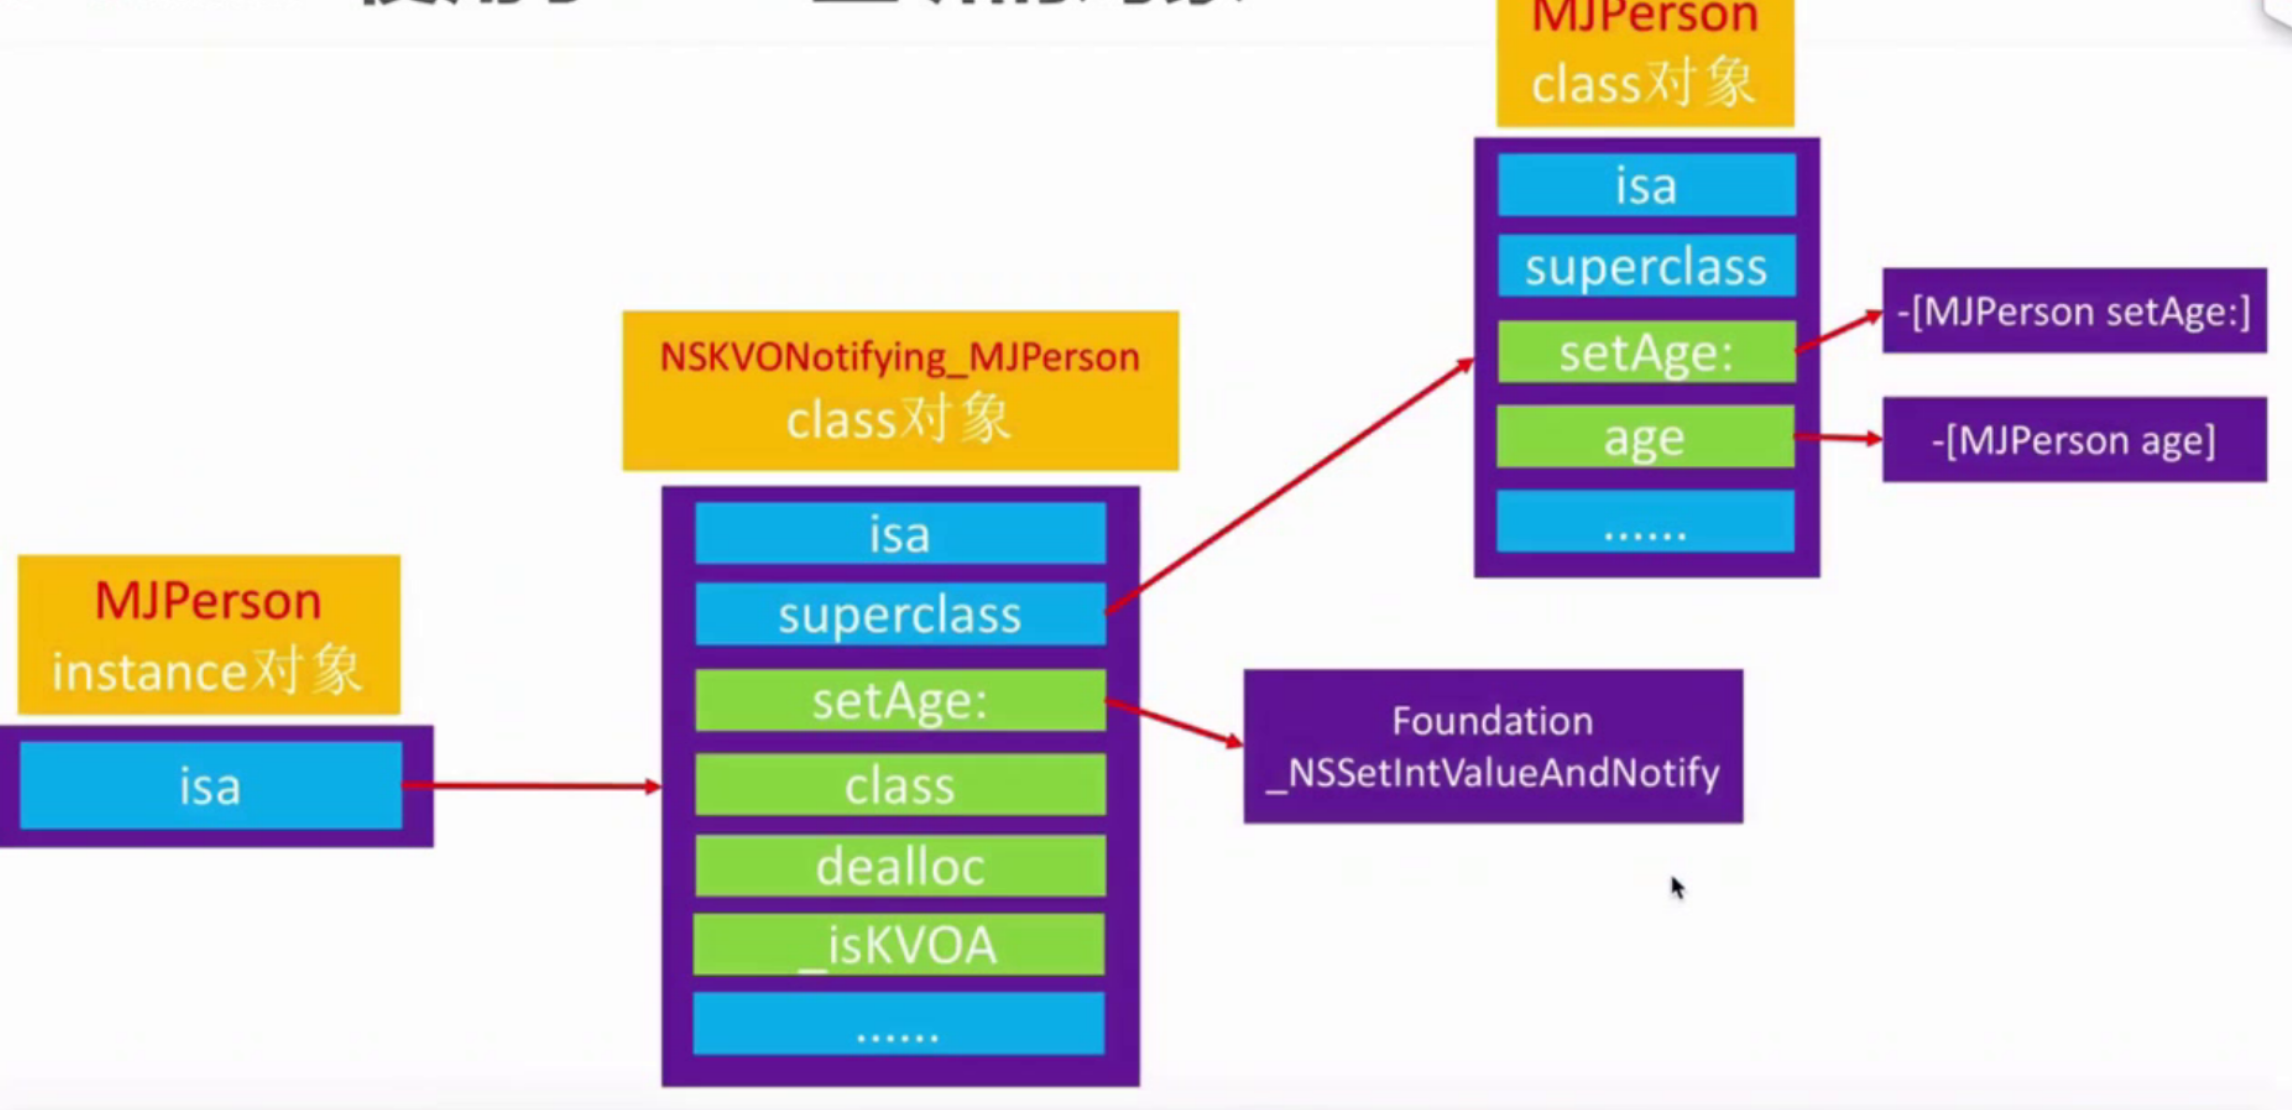 MJPerson
class对象
isa
superclass
setAge:
age
......
-[MJPerson setAge:]
-[MJPerson age]
NSKVONotifying_MJPerson
class对象
isa
superclass
setAge:
class
dealloc
_isKVOA
......
Foundation
_NSSetIntValueAndNotify
MJPerson
instance对象
isa